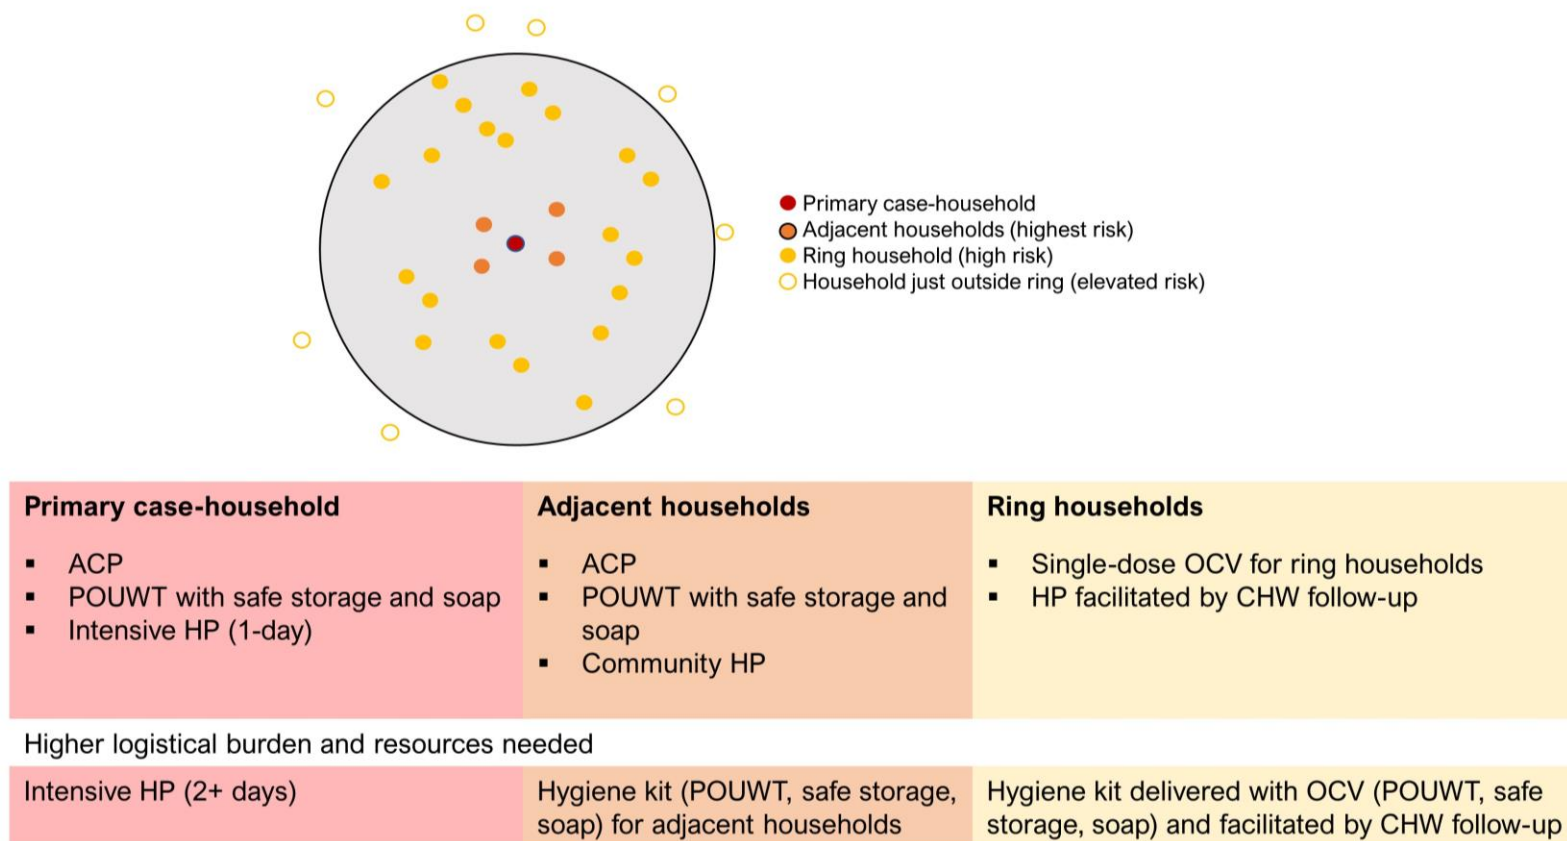 Primary case-household
Adjacent households (highest risk)
Ring household (high risk)
Household just outside ring (elevated risk)
Primary case-household
▪ ACP
▪ POUWT with safe storage and soap
▪ Intensive HP (1-day)
Adjacent households
▪ ACP
▪ POUWT with safe storage and
soap
▪ Community HP
Ring households
▪ Single-dose OCV for ring households
▪ HP facilitated by CHW follow-up
Higher logistical burden and resources needed
Intensive HP (2+ days)
Hygiene kit (POUWT, safe storage,
soap) for adjacent households
Hygiene kit delivered with OCV (POUWT, safe
storage, soap) and facilitated by CHW follow-up